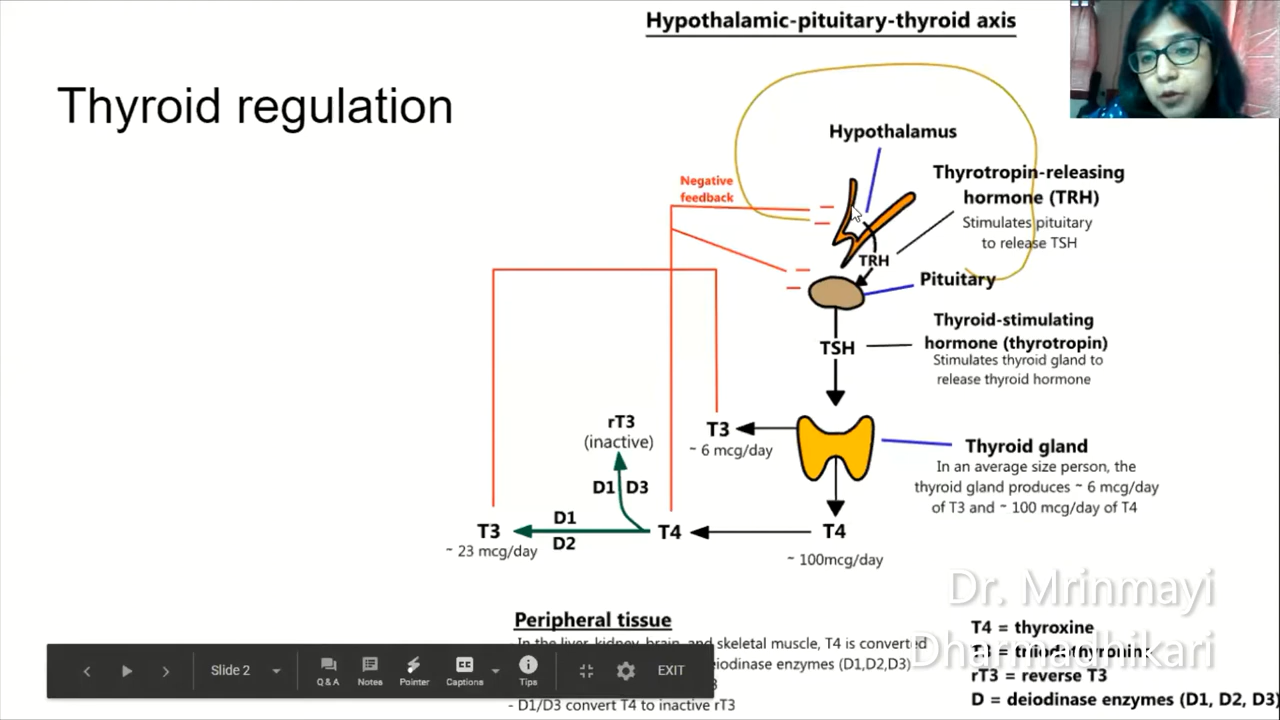 Hypothalamic-pituitary-thyroid axis
Thyroid regulation
Hypothalamus
Negative
feedback
Thyrotropin-releasing
hormone (TRH)
Stimulates pituitary
to release TSH
TRH
Pituitary
Thyroid-stimulating
hormone (thyrotropin)
Stimulates thyroid gland to
release thyroid hormone
TSH
rT3
(inactive)
T3
~ 6 mcg/day
Thyroid gland
In an average size person, the
thyroid gland produces ~ 6 mcg/day
of T3 and ~ 100 mcg/day of T4
D1 D3
D1
D2
T3
~ 23 mcg/day
T4
T4
~ 100mcg/day
Dr. Mrinmayi
Dharmadhikari
Peripheral tissue
- In the liver, kidney, brain, and skeletal muscle, T4 is converted
deiodinase enzymes (D1,D2,D3)
- D1/D3 convert T4 to inactive rT3
T4 = thyroxine
T3 = triiodothyronine
rT3 = reverse T3
D = deiodinase enzymes (D1, D2, D3)
Slide 2
Q & A
Notes
Pointer
Captions
Tips
EXIT